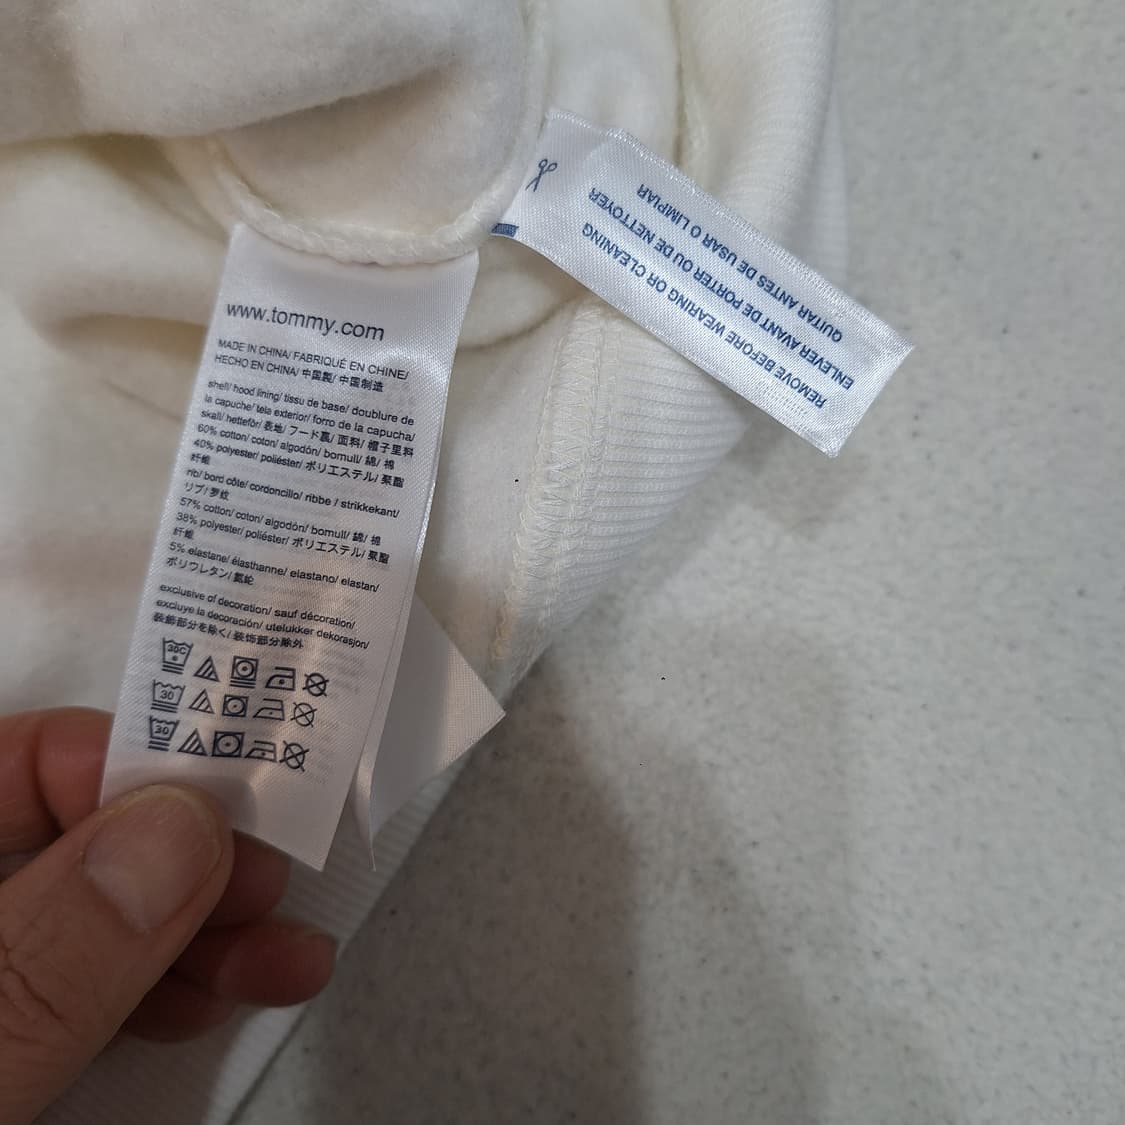 www.tommy.com
MADE IN CHINA/ FABRIQUÉ EN CHINE/
HECHO EN CHINA/ 中国製/ 中国制造
shell/ hood lining/ tissu de base/ doublure de
la capuche/ tela exterior/ forro de la capucha/
skall/ hettefôr/ 表地/ フード裏/ 面料/ 帽子里料
60% cotton/ coton/ algodón/ bomull/ 綿/ 棉
40% polyester/ poliéster/ ポリエステル/ 聚酯
纤维
rib/ bord côte/ cordoncillo/ ribbe / strikkekant/
リブ/ 罗纹
57% cotton/ coton/ algodón/ bomull/ 綿/ 棉
38% polyester/ poliéster/ ポリエステル/ 聚酯
纤维
5% elastane/ élasthanne/ elastano/ elastan/
ポリウレタン/ 氨纶
exclusive of decoration/ sauf décoration/
excluye la decoración/ utelukker dekorasjon/
装飾部分を除く/ 装饰部分除外
30C
30
30
REMOVE BEFORE WEARING OR CLEANING
ENLEVER AVANT DE PORTER OU DE NETTOYER
QUITAR ANTES DE USAR O LIMPIAR